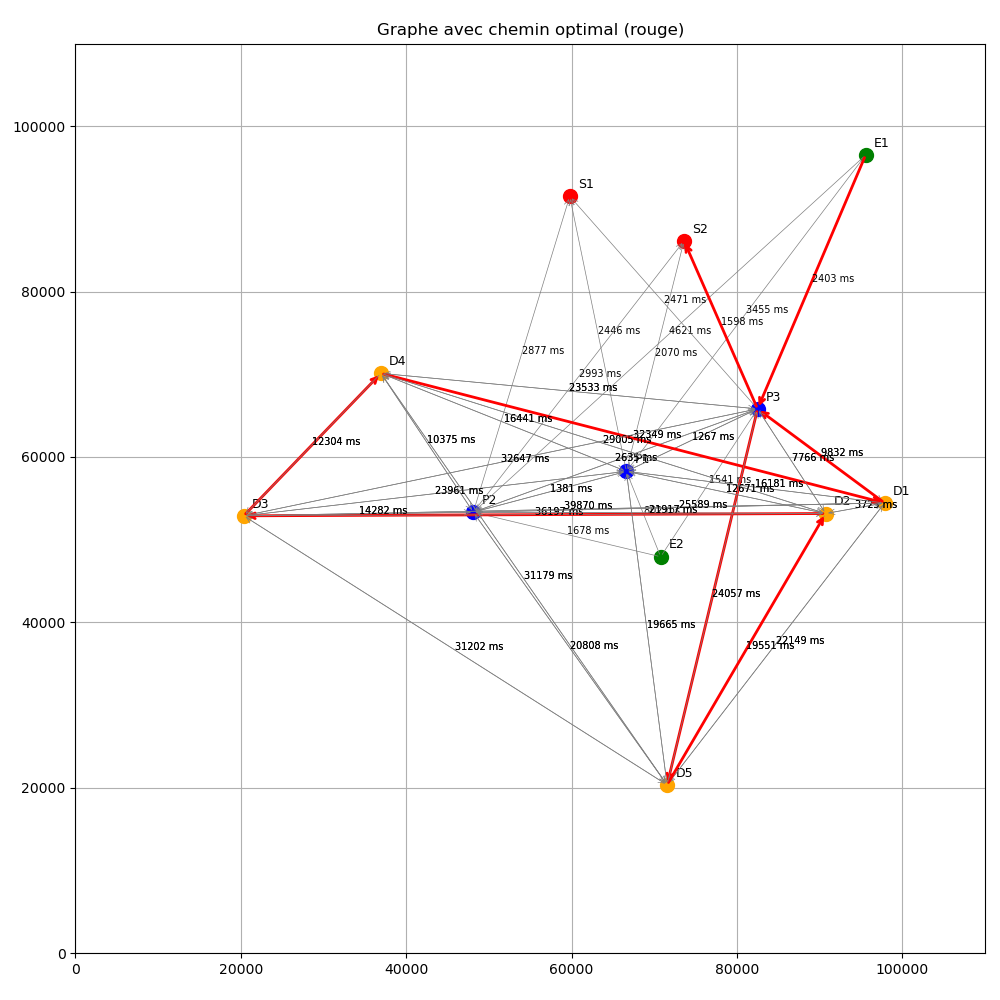 Graphe avec chemin optimal (rouge)
100000
80000
60000
40000
20000
0
E1
S1
S2
2403 ms
2471 ms
3455 ms
1598 ms
2446 ms
4621 ms
2877 ms
2070 ms
D4
2993 ms
23533 ms
P3
16441 ms
12304 ms
10375 ms
29005 ms
32349 ms
1267 ms
9832 ms
7766 ms
32647 ms
2635 ms
P1
1541 ms
16181 ms
12671 ms
23961 ms
1381 ms
D1
D3
P2
D2
14282 ms
36197 ms
39870 ms
21917 ms
25589 ms
3725 ms
1678 ms
E2
31179 ms
24057 ms
19665 ms
31202 ms
20808 ms
19551 ms
22149 ms
D5
0
20000
40000
60000
80000
100000